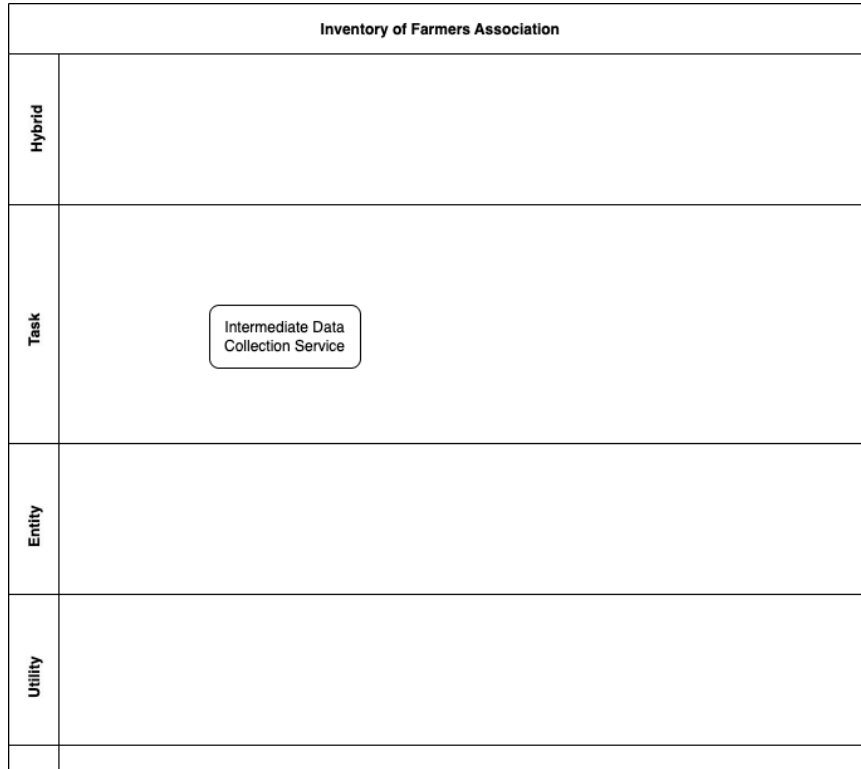 Inventory of Farmers Association
Hybrid
Task
Intermediate Data
Collection Service
Entity
Utility